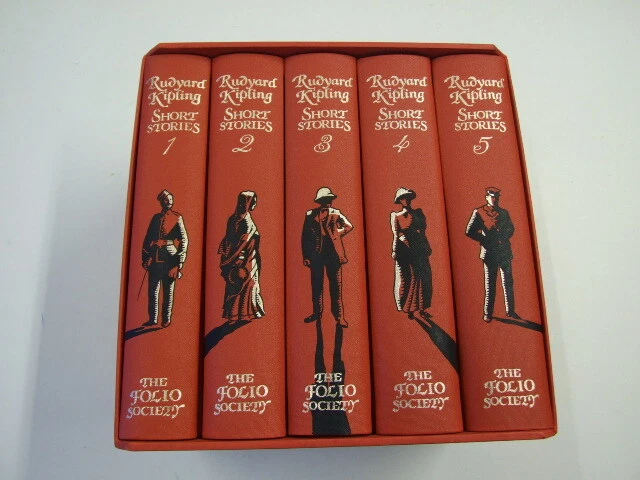 Rudyard
Kipling
SHORT
STORIES
1
THE
FOLIO
SOCIETY
Rudyard
Kipling
SHORT
STORIES
2
THE
FOLIO
SOCIETY
Rudyard
Kipling
SHORT
STORIES
3
THE
FOLIO
SOCIETY
Rudyard
Kipling
SHORT
STORIES
4
THE
FOLIO
SOCIETY
Rudyard
Kipling
SHORT
STORIES
5
THE
FOLIO
SOCIETY